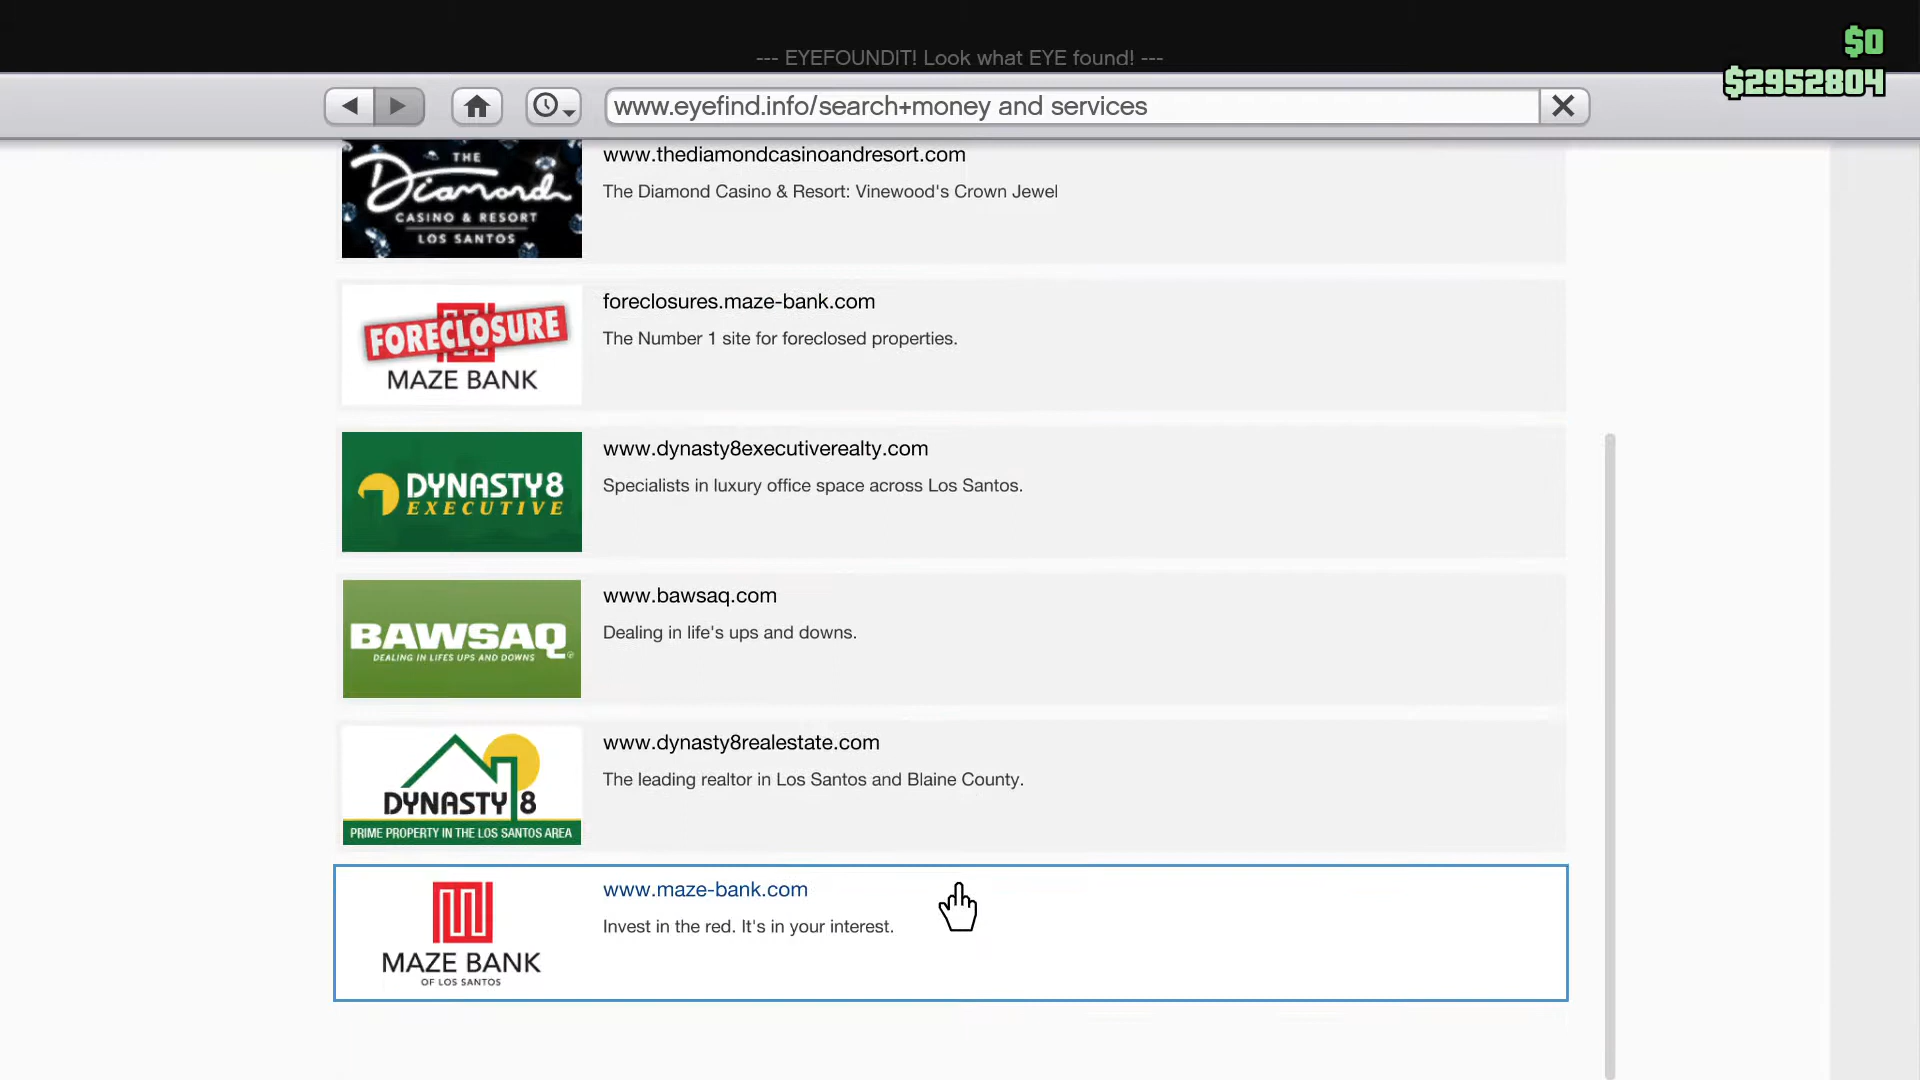 $0
--- EYEFOUNDIT! Look what EYE found! ---
$2952804
www.eyefind.info/search+money and services
THE
Diamond
CASINO & RESORT
LOS SANTOS
www.thediamondcasinoandresort.com
The Diamond Casino & Resort: Vinewood's Crown Jewel
FORECLOSURE
MAZE BANK
foreclosures.maze-bank.com
The Number 1 site for foreclosed properties.
DYNASTY8
EXECUTIVE
www.dynasty8executiverealty.com
Specialists in luxury office space across Los Santos.
BAWSAQ
DEALING IN LIFES UPS AND DOWNS
www.bawsaq.com
Dealing in life's ups and downs.
DYNASTY 8
PRIME PROPERTY IN THE LOS SANTOS AREA
www.dynasty8realestate.com
The leading realtor in Los Santos and Blaine County.
MAZE BANK
OF LOS SANTOS
www.maze-bank.com
Invest in the red. It's in your interest.